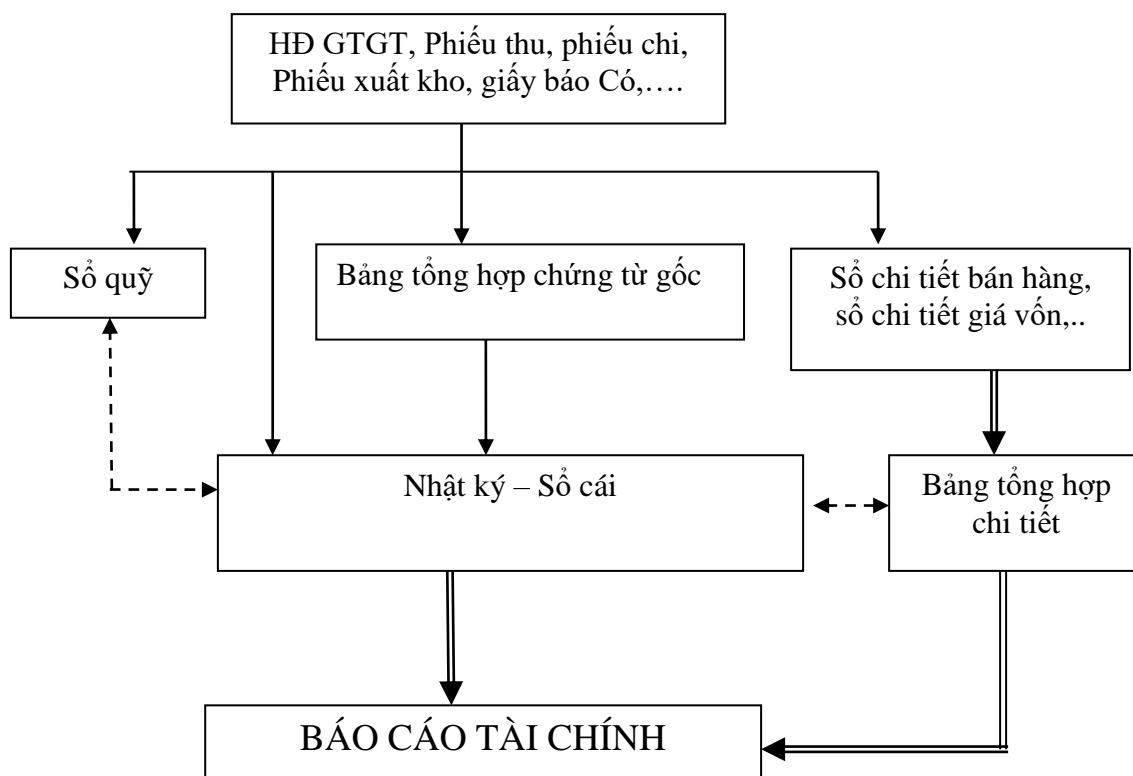 HĐ GTGT, Phiếu thu, phiếu chi,
Phiếu xuất kho, giấy báo Có,….
Sổ quỹ
Bảng tổng hợp chứng từ gốc
Sổ chi tiết bán hàng,
sổ chi tiết giá vốn,..
Nhật ký – Sổ cái
Bảng tổng hợp
chi tiết
BÁO CÁO TÀI CHÍNH